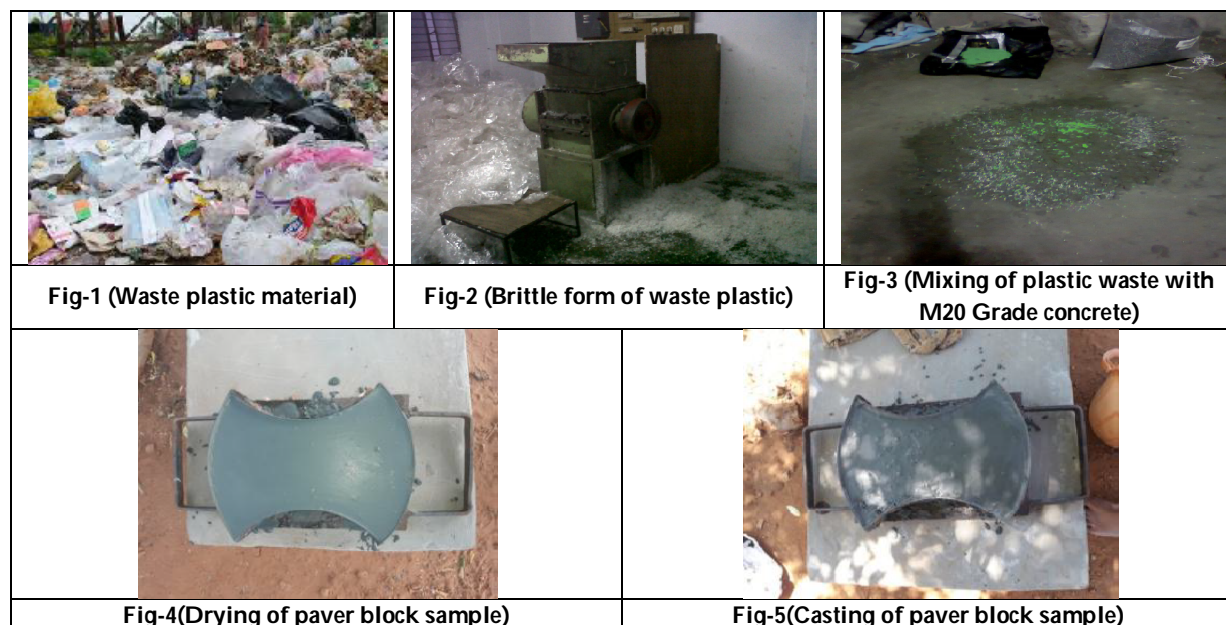 Fig-1 (Waste plastic material)
Fig-2 (Brittle form of waste plastic)
Fig-3 (Mixing of plastic waste with
M20 Grade concrete)
Fig-4(Drying of paver block sample)
Fig-5(Casting of paver block sample)